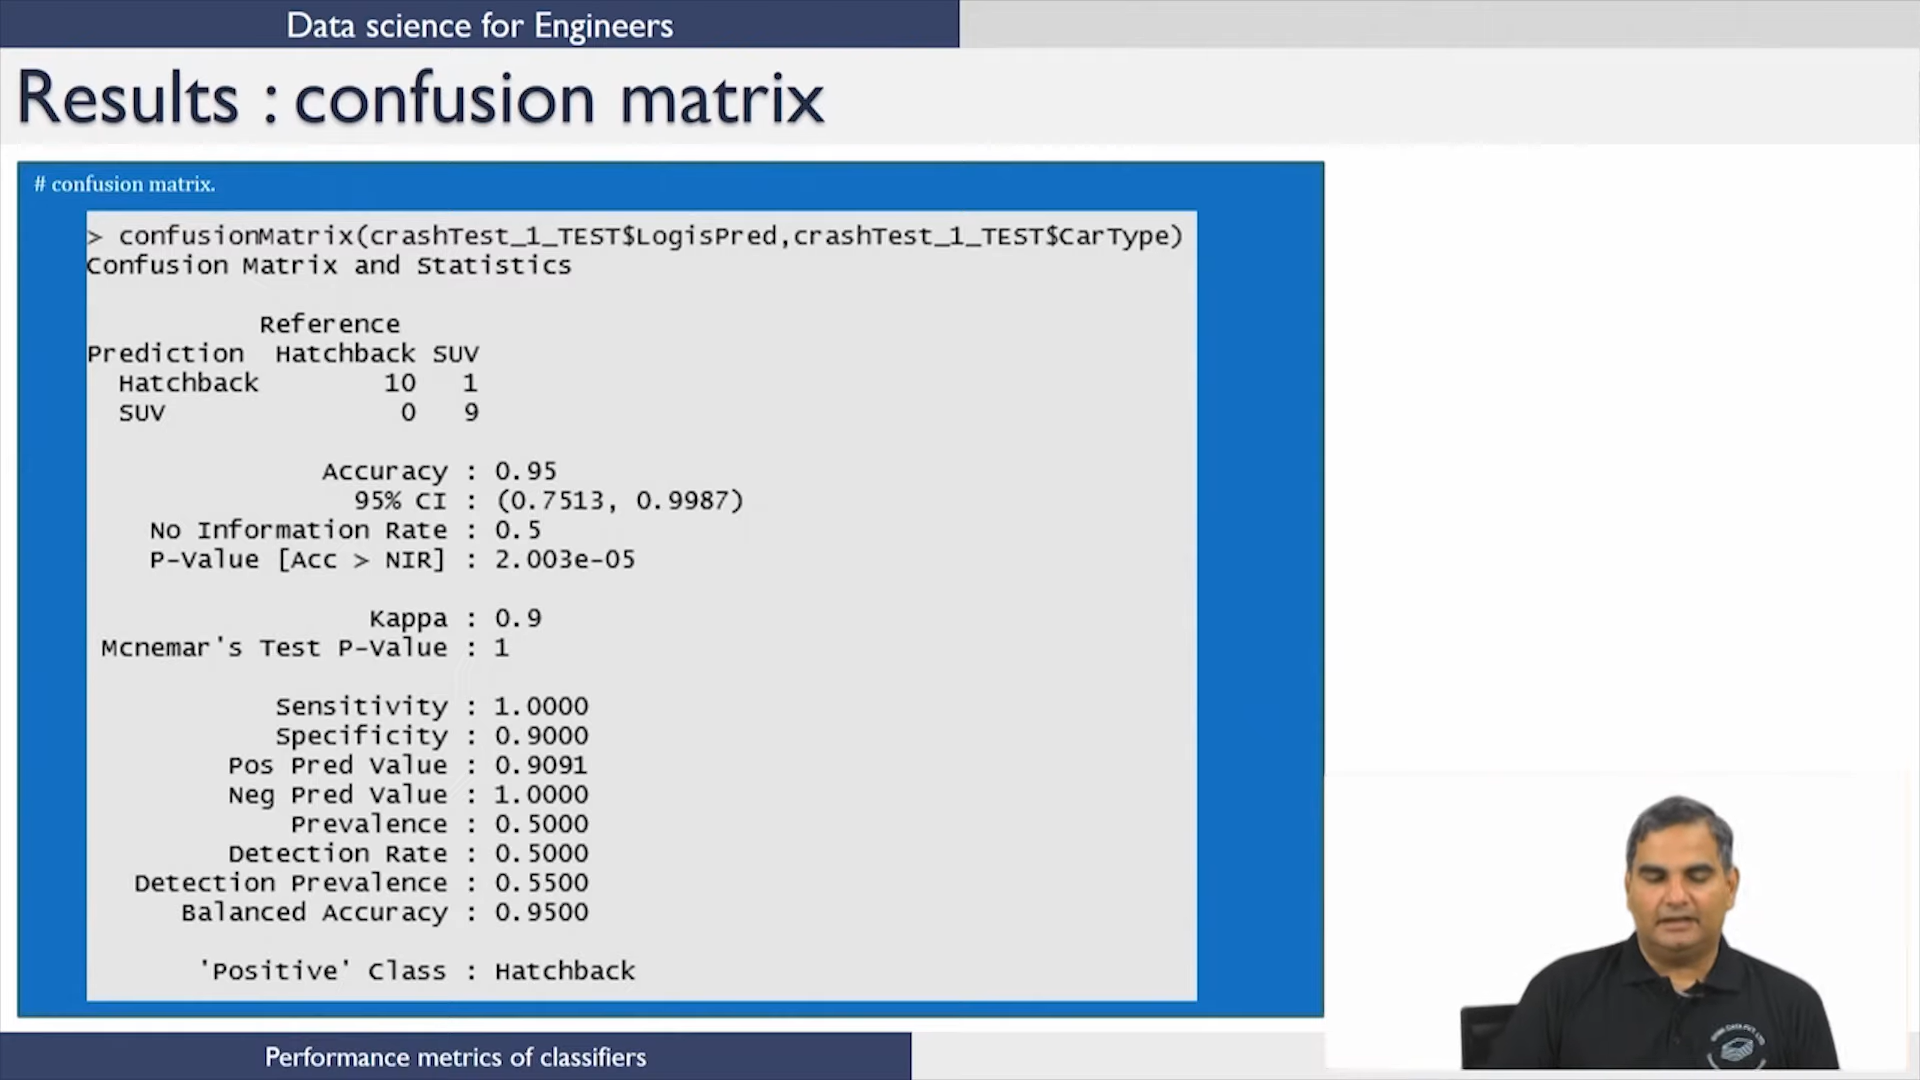 Data science for Engineers
Results : confusion matrix
# confusion matrix.
> confusionMatrix(crashTest_1_TEST$LogisPred,crashTest_1_TEST$CarType)
Confusion Matrix and Statistics
Reference
Prediction Hatchback SUV
Hatchback 10 1
SUV 0 9
Accuracy : 0.95
95% CI : (0.7513, 0.9987)
No Information Rate : 0.5
P-Value [Acc > NIR] : 2.003e-05
Kappa : 0.9
Mcnemar's Test P-Value : 1
Sensitivity : 1.0000
Specificity : 0.9000
Pos Pred Value : 0.9091
Neg Pred Value : 1.0000
Prevalence : 0.5000
Detection Rate : 0.5000
Detection Prevalence : 0.5500
Balanced Accuracy : 0.9500
'Positive' Class : Hatchback
Performance metrics of classifiers